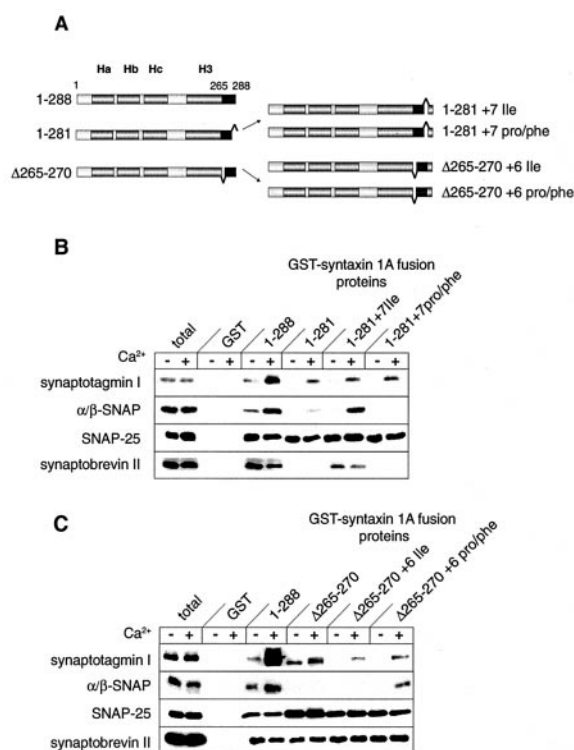 A
Ha Hb Hc H3
1 265 288
1-288
1-281
Δ265-270
1-281 +7 Ile
1-281 +7 pro/phe
Δ265-270 +6 Ile
Δ265-270 +6 pro/phe
B
GST-syntaxin 1A fusion
proteins
total GST 1-288 1-281 1-281+7Ile 1-281+7pro/phe
Ca²⁺ - + - + - + - + - + - +
synaptotagmin I
α/β-SNAP
SNAP-25
synaptobrevin II
C
GST-syntaxin 1A fusion
proteins
total GST 1-288 Δ265-270 Δ265-270 +6 Ile Δ265-270 +6 pro/phe
Ca²⁺ - + - + - + - + - + - +
synaptotagmin I
α/β-SNAP
SNAP-25
synaptobrevin II